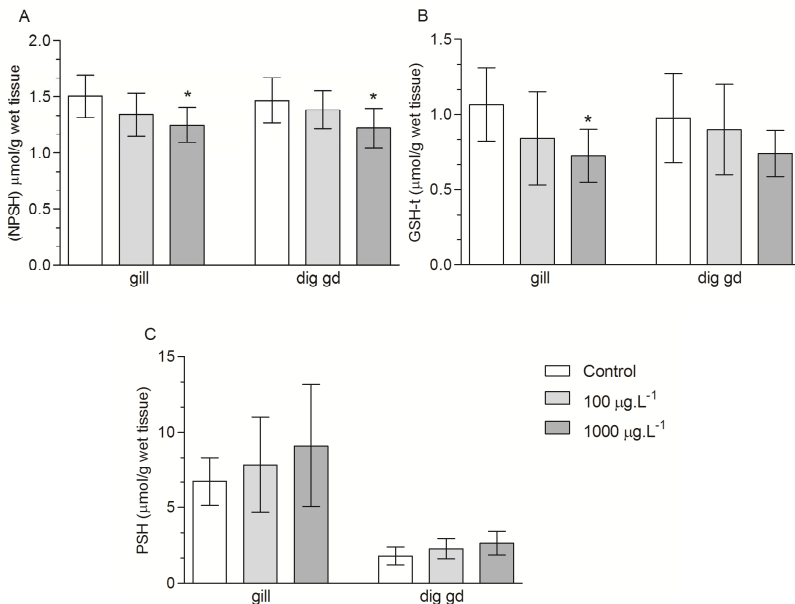 A
(NPSH) μmol/g wet tissue
2.0
1.5
1.0
0.5
0.0
*
*
gill
dig gd
B
GSH-t (μmol/g wet tissue)
1.5
1.0
0.5
0.0
*
gill
dig gd
C
PSH (μmol/g wet tissue)
15
10
5
0
gill
dig gd
Control
100 μg.L⁻¹
1000 μg.L⁻¹